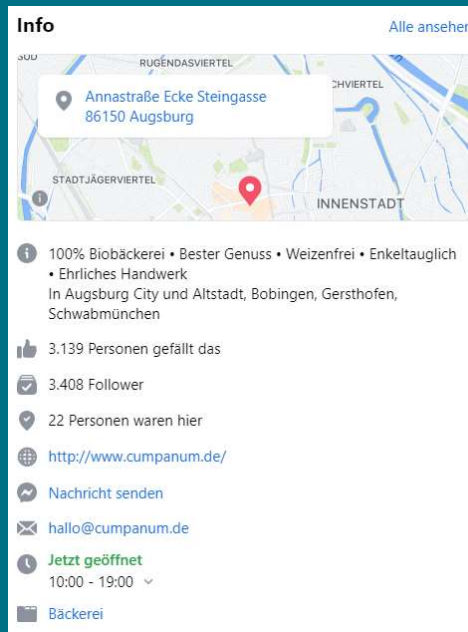 Info
Alle ansehen
RUGENDASVIERTEL
Annastraße Ecke Steingasse
86150 Augsburg
STADTJÄGERVIERTEL
INNENSTADT
100% Biobäckerei • Bester Genuss • Weizenfrei • Enkeltauglich
• Ehrliches Handwerk
In Augsburg City und Altstadt, Bobingen, Gersthofen,
Schwabmünchen
3.139 Personen gefällt das
3.408 Follower
22 Personen waren hier
http://www.cumpanum.de/
Nachricht senden
hallo@cumpanum.de
Jetzt geöffnet
10:00 - 19:00
Bäckerei